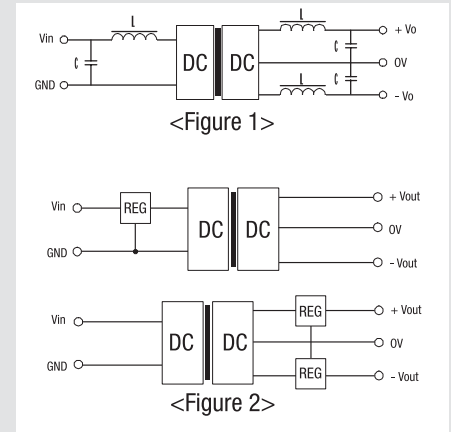 L
L
Vin
+ Vo
C
C
DC DC
0V
C
GND
L
- Vo
<Figure 1>
Vin
REG
+ Vout
DC DC
0V
GND
- Vout
Vin
REG
+ Vout
DC DC
0V
GND
REG
- Vout
<Figure 2>